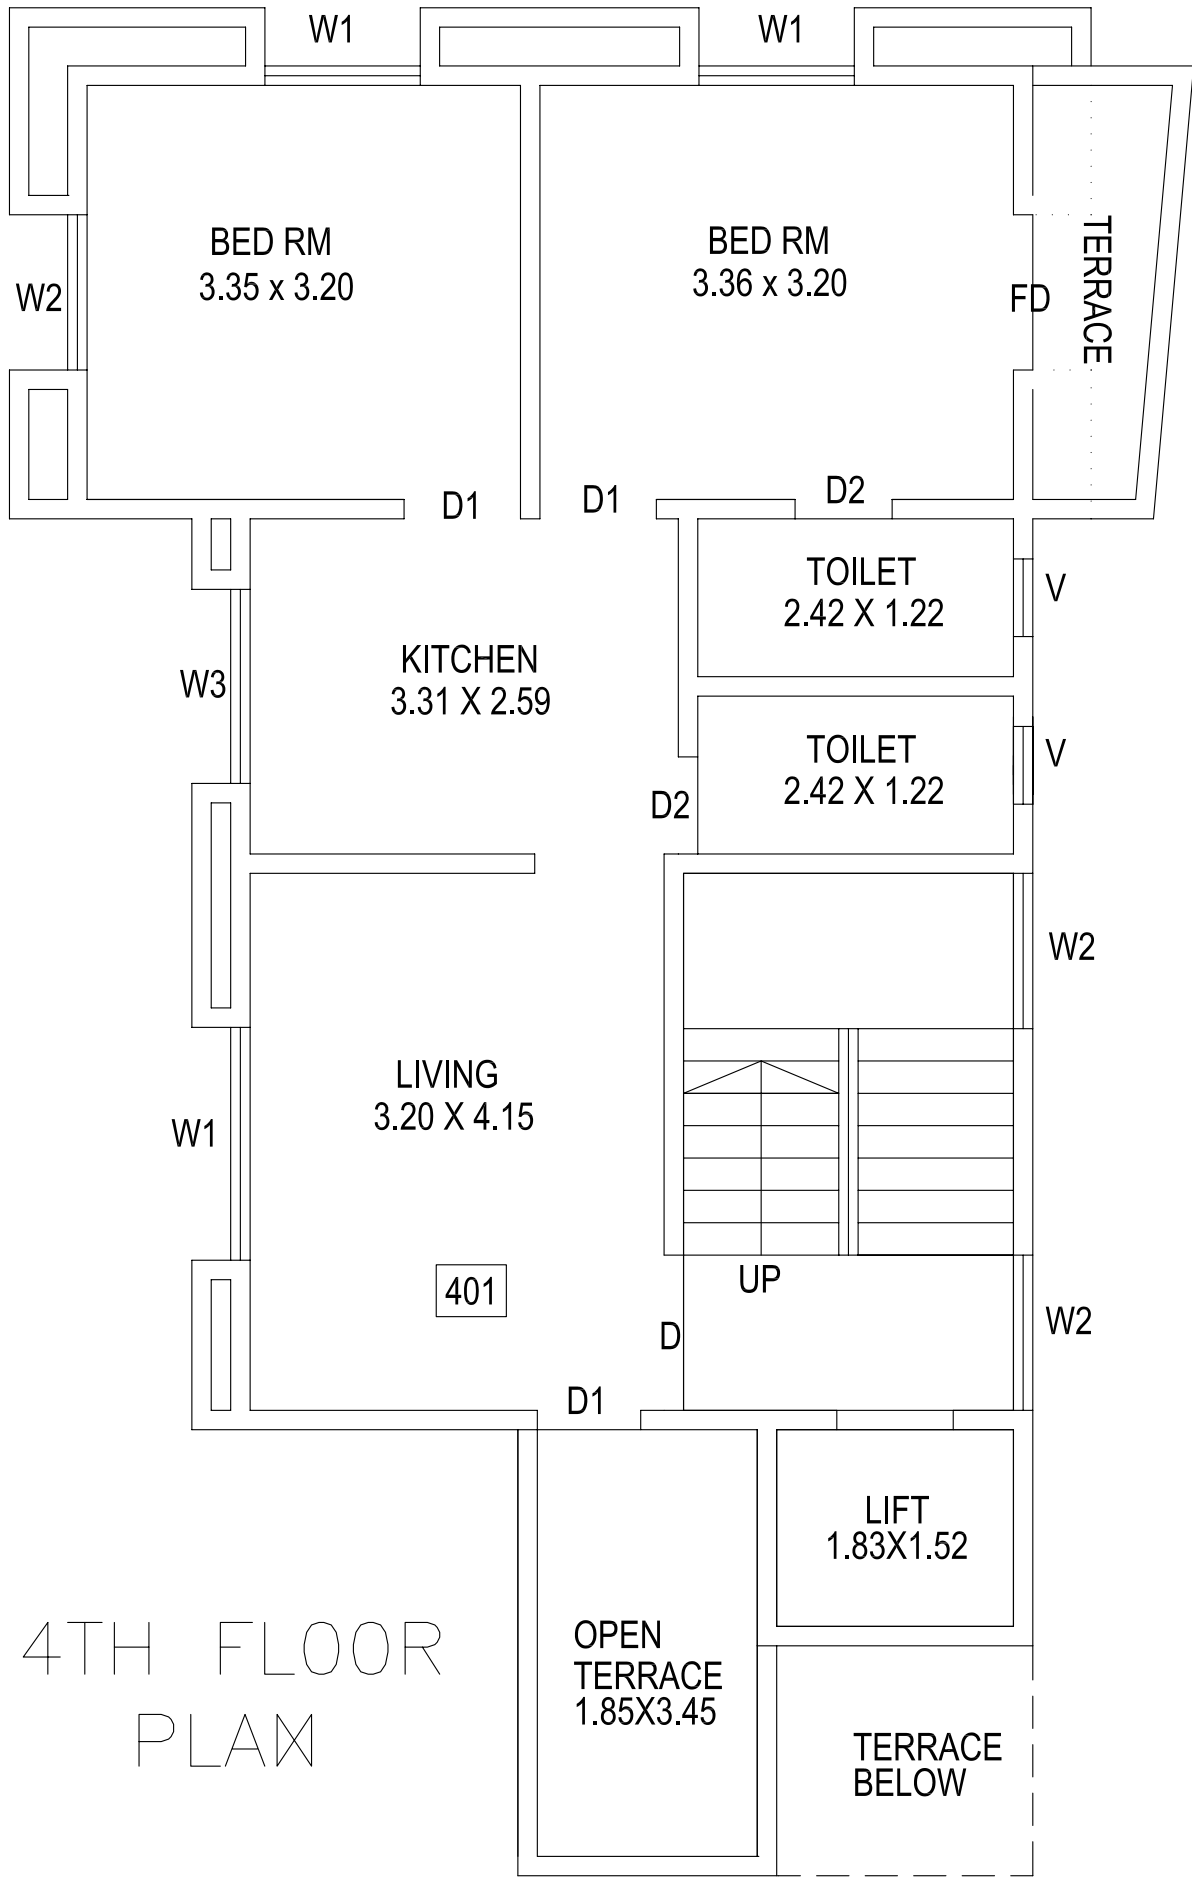 W1
W1
BED RM
3.35 x 3.20
BED RM
3.36 x 3.20
TERRACE
W2
FD
D1
D1
D2
TOILET
2.42 X 1.22
V
KITCHEN
3.31 X 2.59
W3
TOILET
2.42 X 1.22
V
D2
W2
LIVING
3.20 X 4.15
W1
401
UP
D
W2
D1
LIFT
1.83X1.52
OPEN
TERRACE
1.85X3.45
4TH FLOOR
PLAN
TERRACE
BELOW